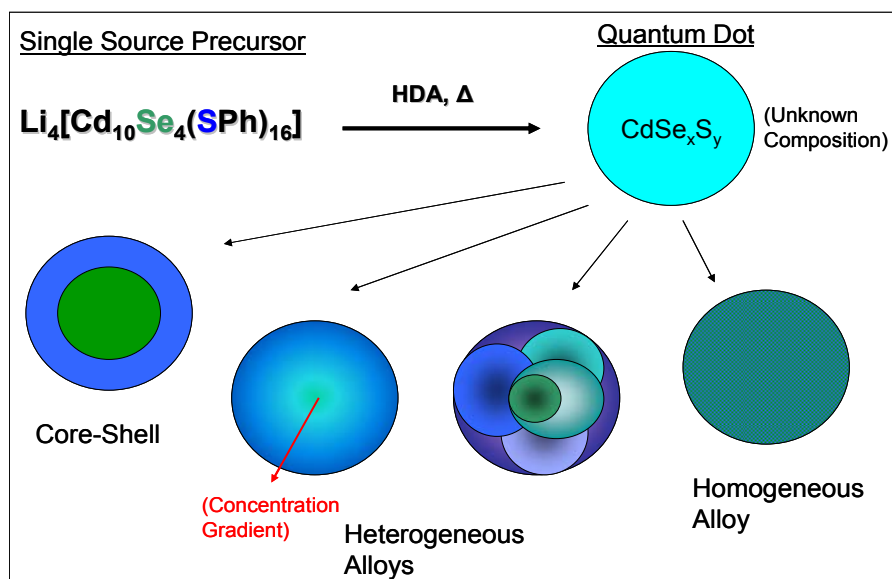 Single Source Precursor
Quantum Dot
Li₄[Cd₁₀Se₄(SPh)₁₆]
HDA, Δ
CdSeₓSᵧ
(Unknown
Composition)
Core-Shell
(Concentration
Gradient)
Heterogeneous
Alloys
Homogeneous
Alloy